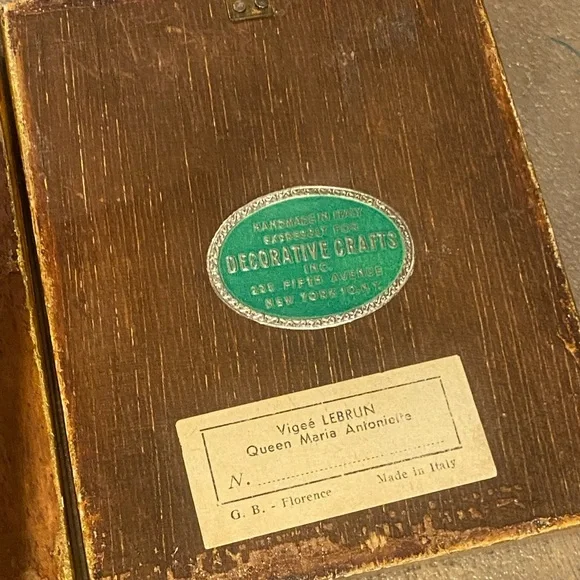 HANDMADE IN ITALY
EXPRESSLY FOR
DECORATIVE CRAFTS
INC.
225 FIFTH AVENUE
NEW YORK 10, N.Y.
Vigeé LEBRUN
Queen Maria Antonietta
N.
G. B. - Florence Made in Italy